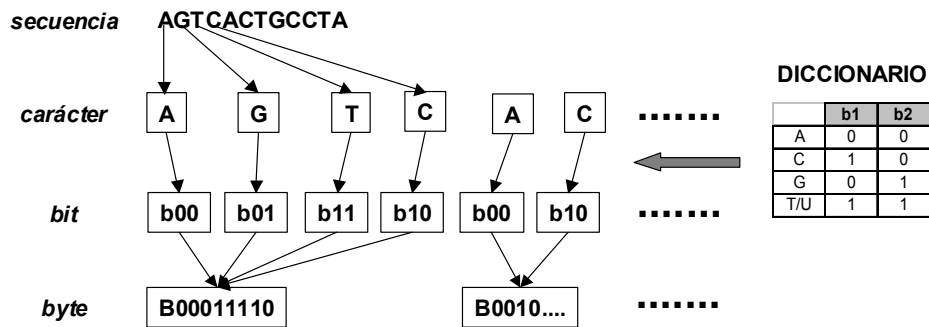 secuencia AGTCACTGCCTA
DICCIONARIO
carácter A G T C A C .......
b1 b2
A 0 0
C 1 0
G 0 1
T/U 1 1
bit b00 b01 b11 b10 b00 b10 .......
byte B00011110 B0010.... .......